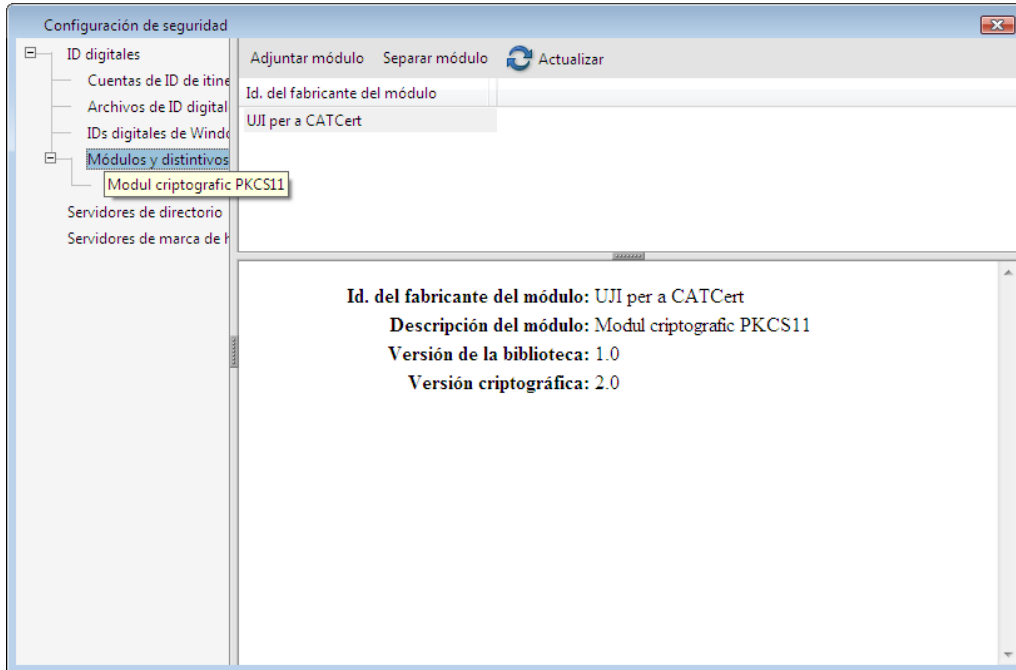 Configuración de seguridad
ID digitales
Cuentas de ID de itine
Archivos de ID digital
IDs digitales de Windo
Módulos y distintivos
Modul criptografic PKCS11
Servidores de directorio
Servidores de marca de h
Adjuntar módulo Separar módulo Actualizar
Id. del fabricante del módulo
UJI per a CATCert
Id. del fabricante del módulo: UJI per a CATCert
Descripción del módulo: Modul criptografic PKCS11
Versión de la biblioteca: 1.0
Versión criptográfica: 2.0